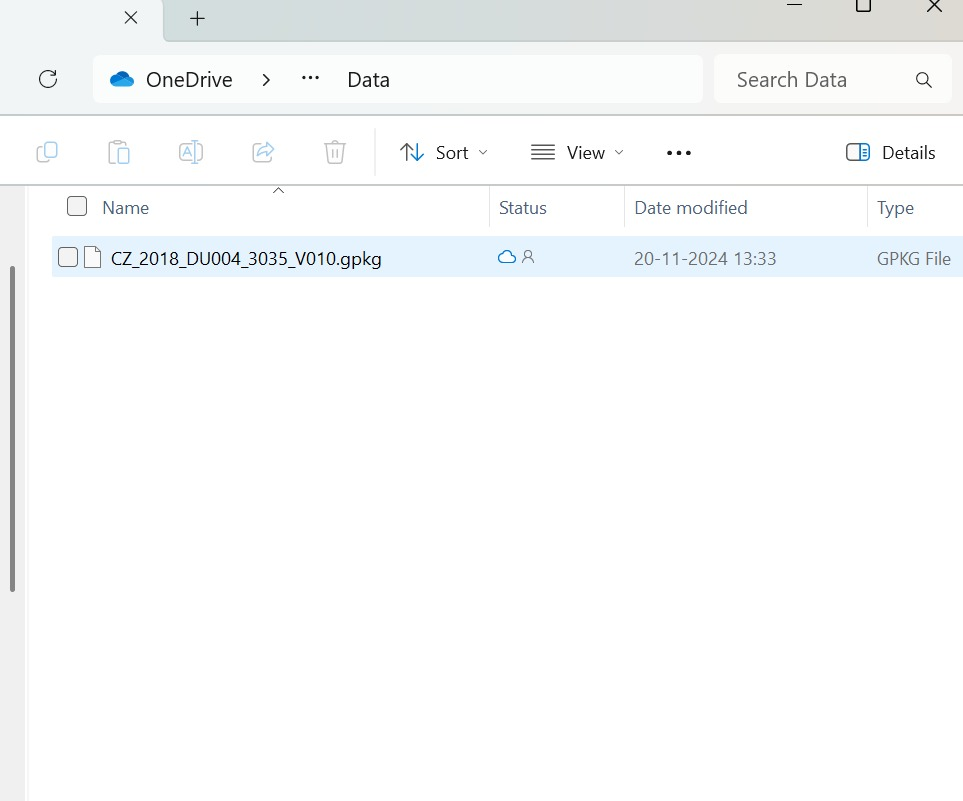 OneDrive > ... Data
Search Data
Sort View ... Details
Name Status Date modified Type
CZ_2018_DU004_3035_V010.gpkg 20-11-2024 13:33 GPKG File